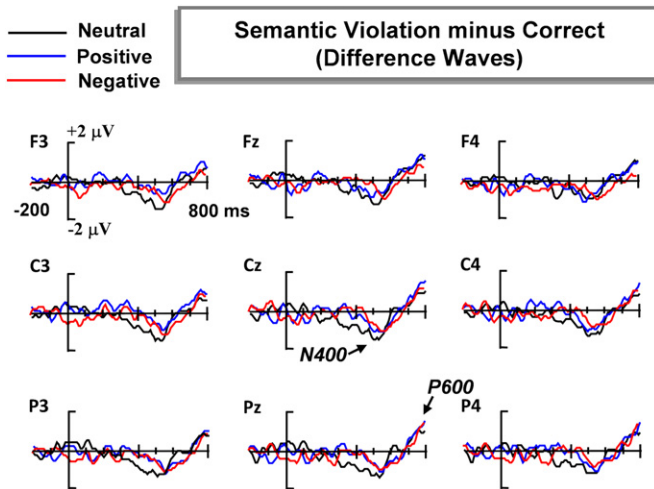 Neutral
Positive
Negative
Semantic Violation minus Correct
(Difference Waves)
F3
+2 µV
-200
800 ms
-2 µV
Fz
F4
C3
Cz
N400
C4
P3
Pz
P600
P4